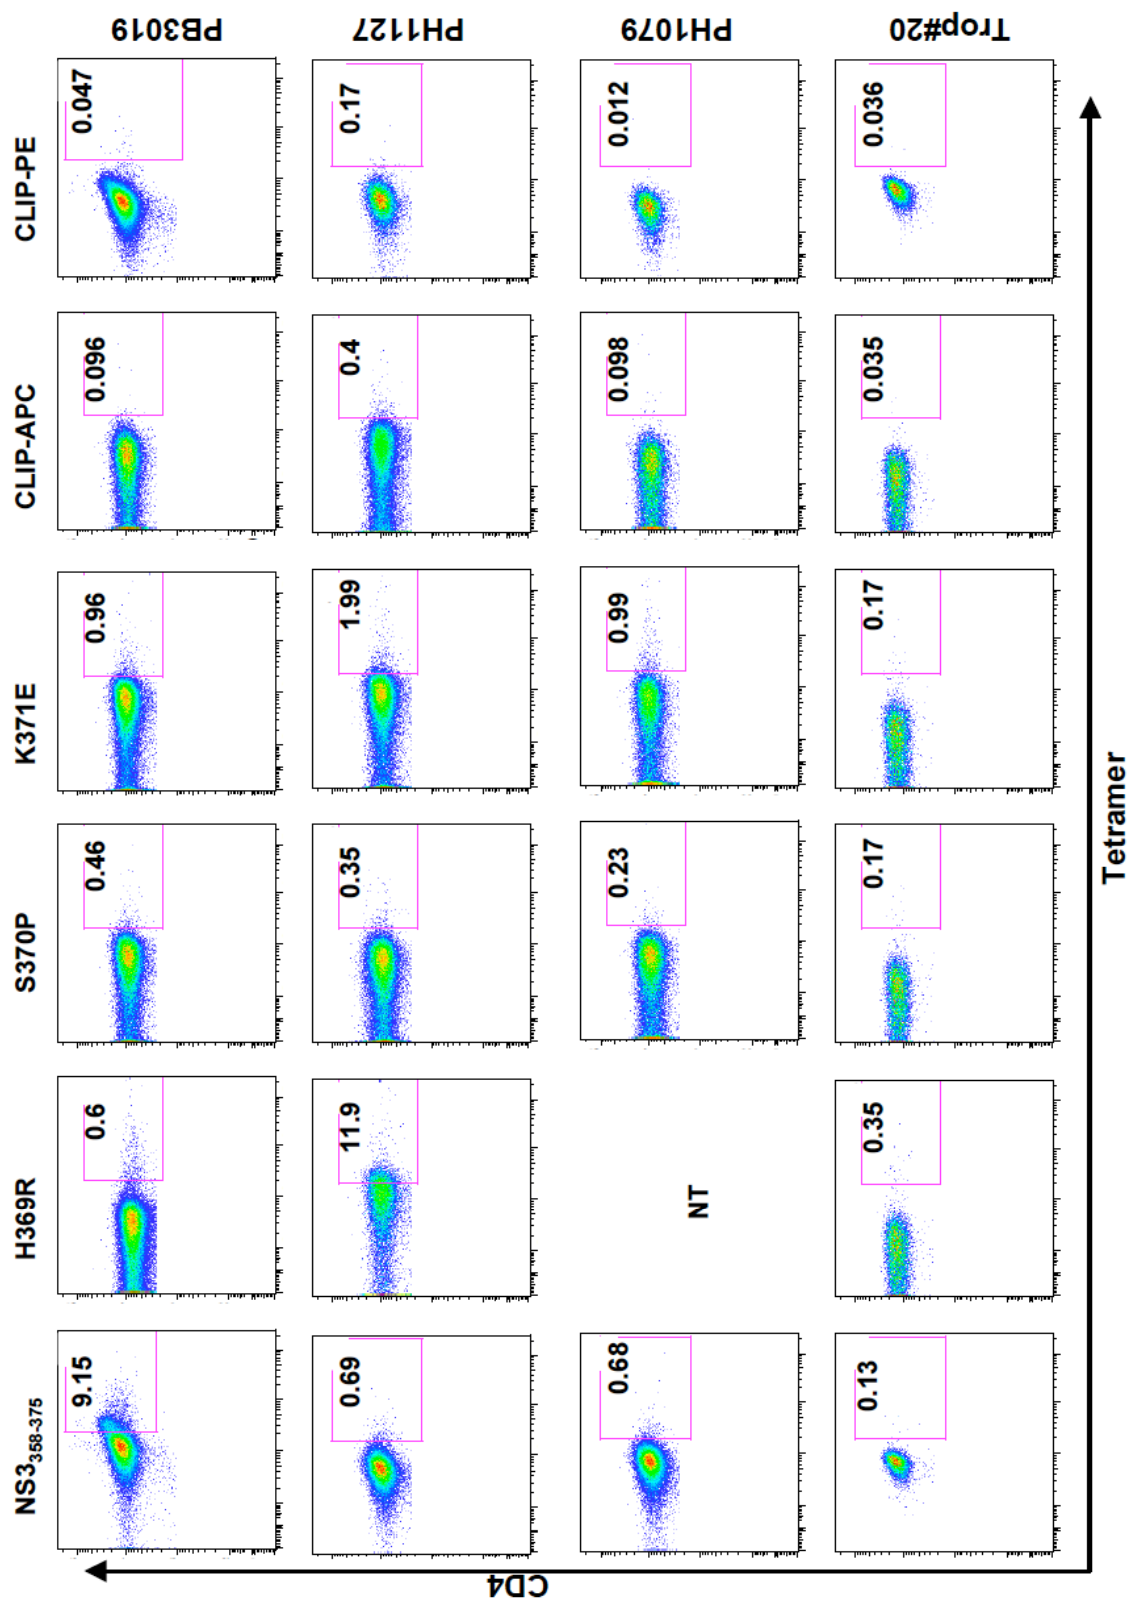 NS3358-375 H369R S370P K371E CLIP-APC CLIP-PE
9.15 0.6 0.46 0.96 0.096 0.047 PB3019
0.69 11.9 0.35 1.99 0.4 0.17 PH1127
0.68 NT 0.23 0.99 0.098 0.012 PH1079
0.13 0.35 0.17 0.17 0.035 0.036 Trop#20
CD4
Tetramer